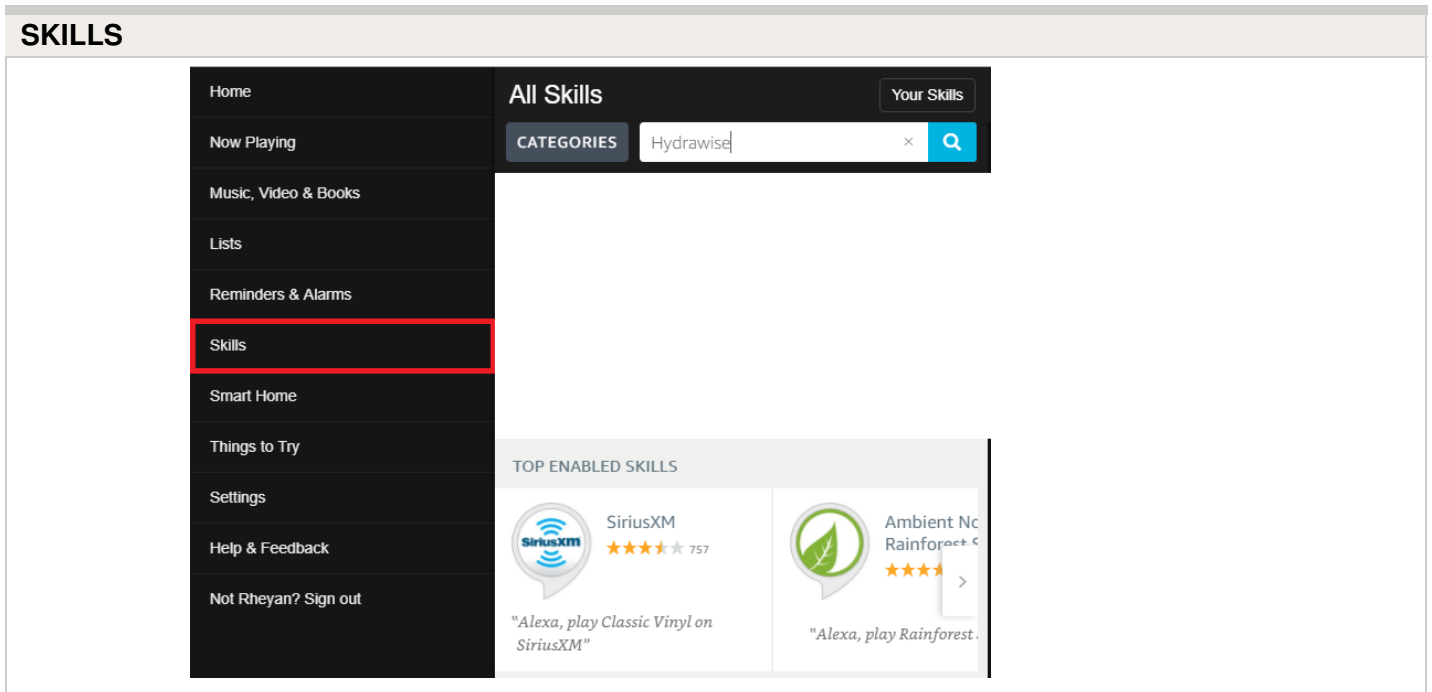 SKILLS
Home
Now Playing
Music, Video & Books
Lists
Reminders & Alarms
Skills
Smart Home
Things to Try
Settings
Help & Feedback
Not Rheyan? Sign out
All Skills
Your Skills
CATEGORIES
Hydrawise
TOP ENABLED SKILLS
SiriusXM
SiriusXM
757
"Alexa, play Classic Vinyl on
SiriusXM"
Ambient
Rainforest
"Alexa, play Rainforest